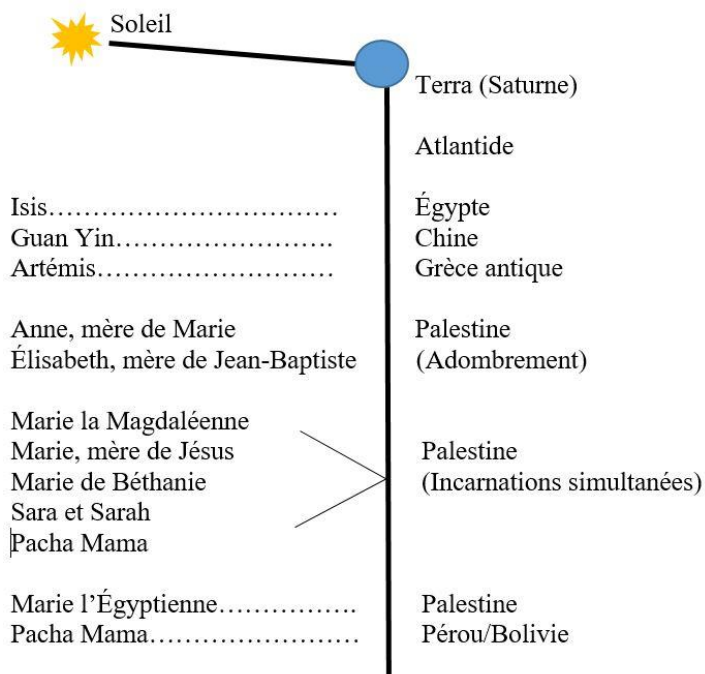 Soleil
Terra (Saturne)
Atlantide
Isis………………………… Égypte
Guan Yin……………………. Chine
Artémis……………………… Grèce antique
Anne, mère de Marie Palestine
Élisabeth, mère de Jean-Baptiste (Adombrement)
Marie la Magdaléenne
Marie, mère de Jésus Palestine
Marie de Béthanie (Incarnations simultanées)
Sara et Sarah
Pacha Mama
Marie l’Égyptienne……………. Palestine
Pacha Mama…………………… Pérou/Bolivie